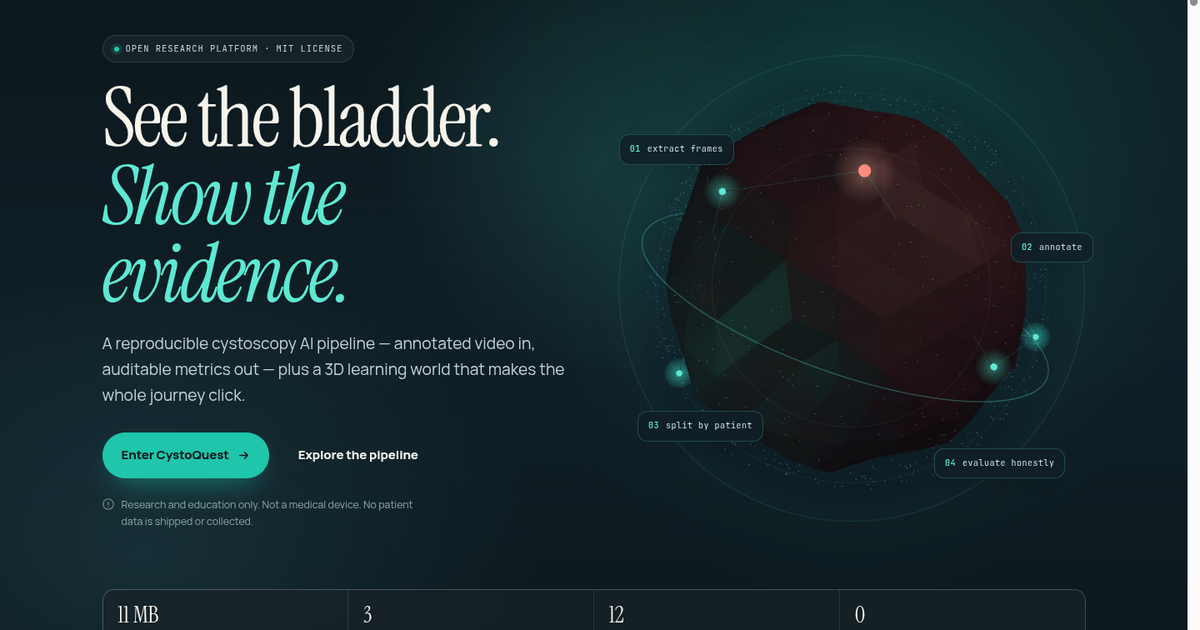 OPEN RESEARCH PLATFORM · MIT LICENSE
See the bladder.
Show the
evidence.
A reproducible cystoscopy AI pipeline — annotated video in,
auditable metrics out — plus a 3D learning world that makes the
whole journey click.
Enter CystoQuest →
Explore the pipeline
Research and education only. Not a medical device. No patient
data is shipped or collected.
01 extract frames
02 annotate
03 split by patient
04 evaluate honestly
11 MB
3
12
0